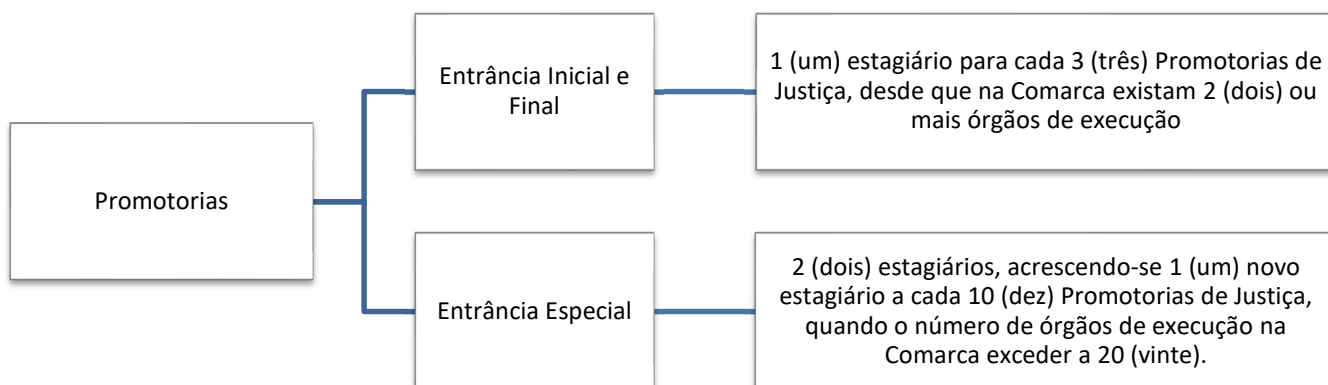 Promotorias
Entrância Inicial e
Final
1 (um) estagiário para cada 3 (três) Promotorias de
Justiça, desde que na Comarca existam 2 (dois) ou
mais órgãos de execução
Entrância Especial
2 (dois) estagiários, acrescendo-se 1 (um) novo
estagiário a cada 10 (dez) Promotorias de Justiça,
quando o número de órgãos de execução na
Comarca exceder a 20 (vinte).